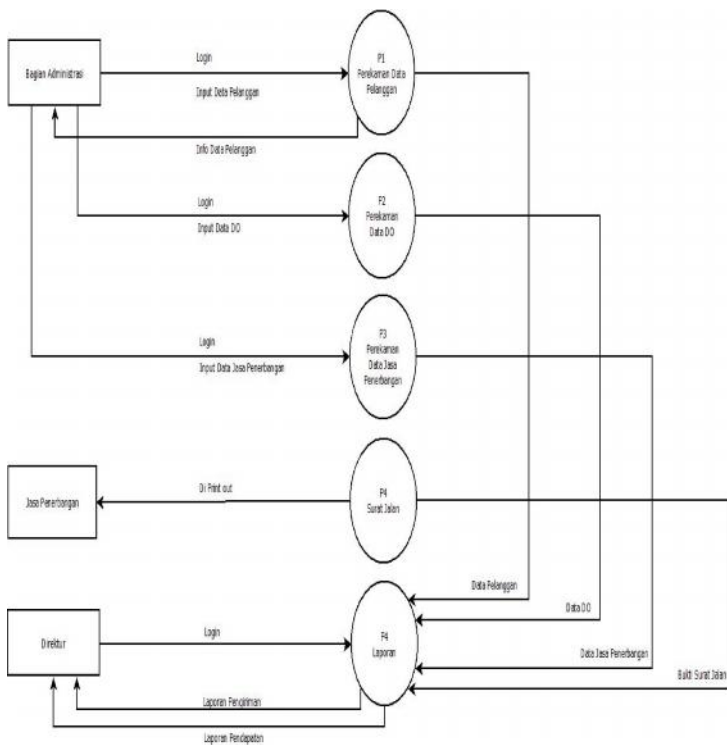 Login
P1
Perekaman Data
Pelanggan
Bagian Administrasi
Input Data Pelanggan
Info Data Pelanggan
Login
Input Data DO
P2
Perekaman
Data DO
Login
Input Data Jasa Penerbangan
P3
Perekaman
Data Jasa
Penerbangan
Jasa Penerbangan
Di Print out
P4
Surat Jalan
Data Pelanggan
Data DO
Direktur
Login
P4
Laporan
Data Jasa Penerbangan
Bukti Surat Jalan
Laporan Pengiriman
Laporan Pendapatan